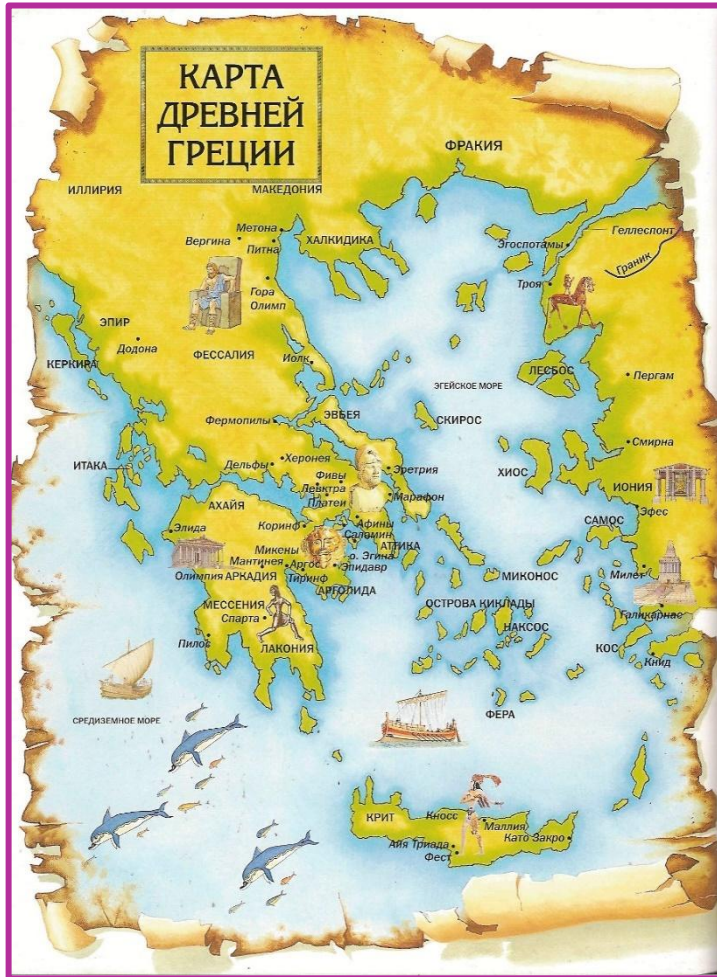 КАРТА
ДРЕВНЕЙ
ГРЕЦИИ
ФРАКИЯ
ИЛЛИРИЯ
МАКЕДОНИЯ
Метона
Вергина
Питна
ХАЛКИДИКА
Геллеспонт
Эгоспотамы
Граник
Троя
Гора
Олимп
ЭПИР
Додона
КЕРКИРА
ФЕССАЛИЯ
Иолк
ЛЕСБОС
Пергам
ЭГЕЙСКОЕ МОРЕ
ЭВБЕЯ
СКИРОС
Фермопилы
Смирна
ИТАКА
Дельфы
Херонея
Фивы
Левктра
Платеи
Эретрия
Марафон
ХИОС
ИОНИЯ
Эфес
АХАЙЯ
Элида
Коринф
Афины
Саламин
АТТИКА
САМОС
Микены
Мантинея
Аргос
о. Эгина
Эпидавр
Олимпия
АРКАДИЯ
Тиринф
АРГОЛИДА
МИКОНОС
Милет
МЕССЕНИЯ
Спарта
ОСТРОВА КИКЛАДЫ
НАКСОС
Галикарнас
Пилос
ЛАКОНИЯ
КОС
Книд
СРЕДИЗЕМНОЕ МОРЕ
ФЕРА
КРИТ
Кносс
Маллия
Айя Триада
Като Закро
Фест